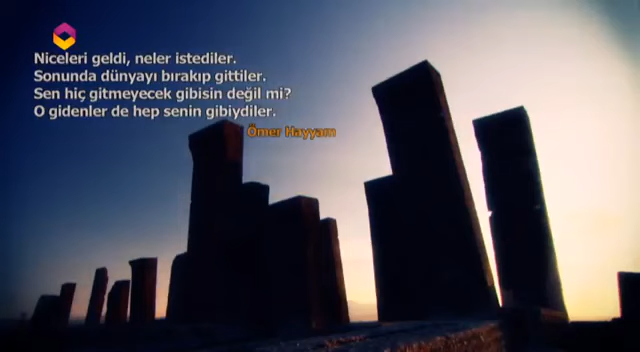 Niceleri geldi, neler istediler.
Sonunda dünyayı bırakıp gittiler.
Sen hiç gitmeyecek gibisin değil mi?
O gidenler de hep senin gibiydiler.
Ömer Hayyam